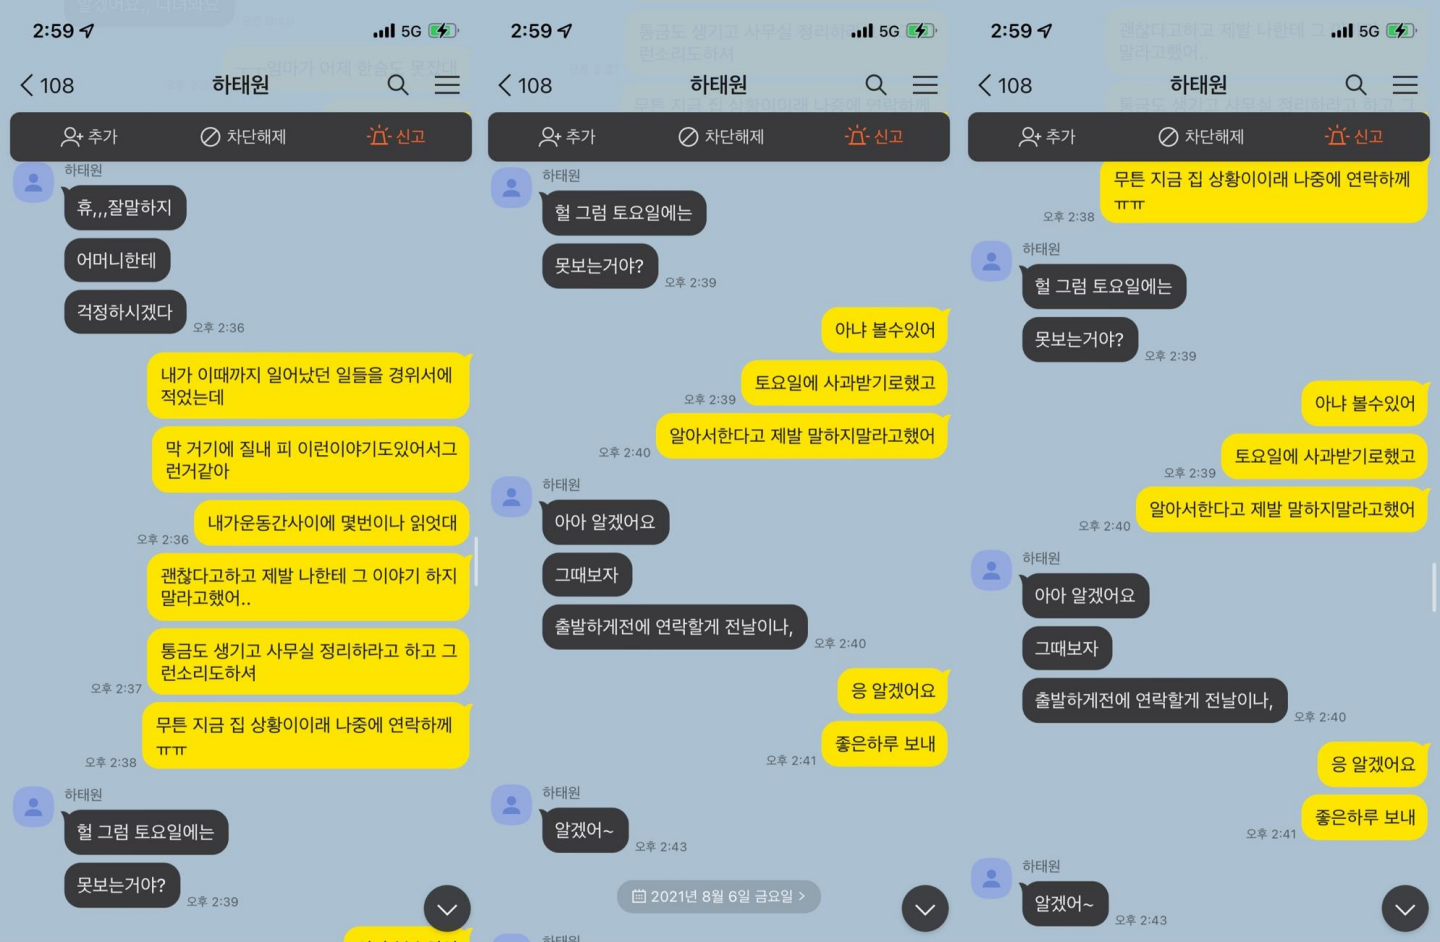 2:59
5G
108
하태원
추가
차단해제
신고
하태원
휴,,,잘말하지
어머니한테
걱정하시겠다
오후 2:36
내가 이때까지 일어났던 일들을 경위서에
적었는데
막 거기에 질내 피 이런이야기도있어서그
런거같아
내가운동간사이에 몇번이나 읽엇대
오후 2:36
괜찮다고하고 제발 나한테 그 이야기 하지
말라고했어..
통금도 생기고 사무실 정리하라고 하고 그
런소리도하셔
오후 2:37
무튼 지금 집 상황이이래 나중에 연락하께
ㅠㅠ
오후 2:38
하태원
헐 그럼 토요일에는
못보는거야?
오후 2:39
2:59
5G
108
하태원
추가
차단해제
신고
하태원
헐 그럼 토요일에는
못보는거야?
오후 2:39
아냐 볼수있어
토요일에 사과받기로했고
오후 2:39
알아서한다고 제발 말하지말라고했어
오후 2:40
하태원
아아 알겠어요
그때보자
출발하게전에 연락할게 전날이나,
오후 2:40
응 알겠어요
좋은하루 보내
오후 2:41
하태원
알겠어~
오후 2:43
2021년 8월 6일 금요일 >
하태원
2:59
5G
108
하태원
추가
차단해제
신고
무튼 지금 집 상황이이래 나중에 연락하께
ㅠㅠ
오후 2:38
하태원
헐 그럼 토요일에는
못보는거야?
오후 2:39
아냐 볼수있어
토요일에 사과받기로했고
오후 2:39
알아서한다고 제발 말하지말라고했어
오후 2:40
하태원
아아 알겠어요
그때보자
출발하게전에 연락할게 전날이나,
오후 2:40
응 알겠어요
좋은하루 보내
오후 2:41
하태원
알겠어~
오후 2:43